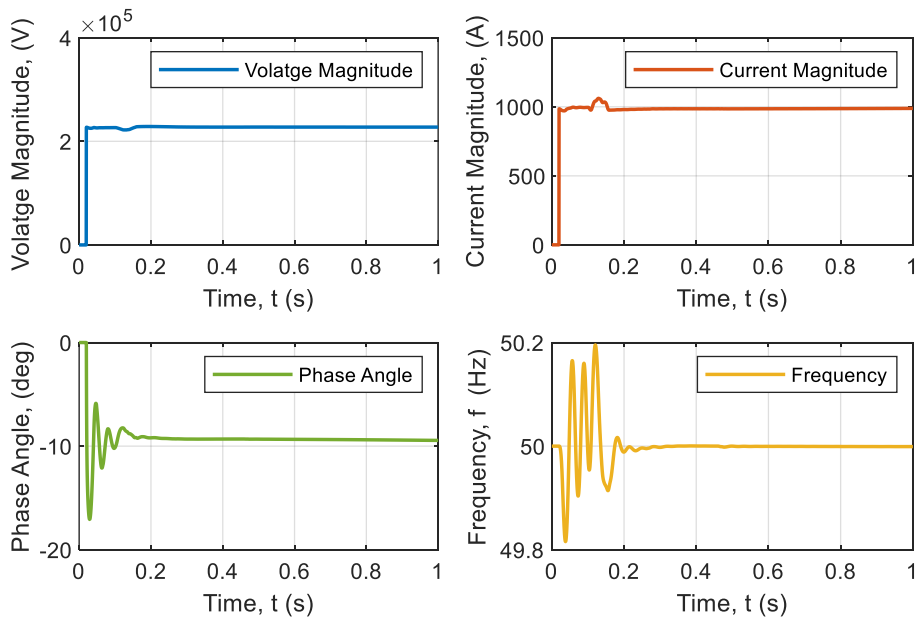 ×10⁵
4
2
0
Volatge Magnitude, (V)
Volatge Magnitude
0 0.2 0.4 0.6 0.8 1
Time, t (s)
1500
1000
500
0
Current Magnitude, (A)
Current Magnitude
0 0.2 0.4 0.6 0.8 1
Time, t (s)
0
-10
-20
Phase Angle, (deg)
Phase Angle
0 0.2 0.4 0.6 0.8 1
Time, t (s)
50.2
50
49.8
Frequency, f (Hz)
Frequency
0 0.2 0.4 0.6 0.8 1
Time, t (s)